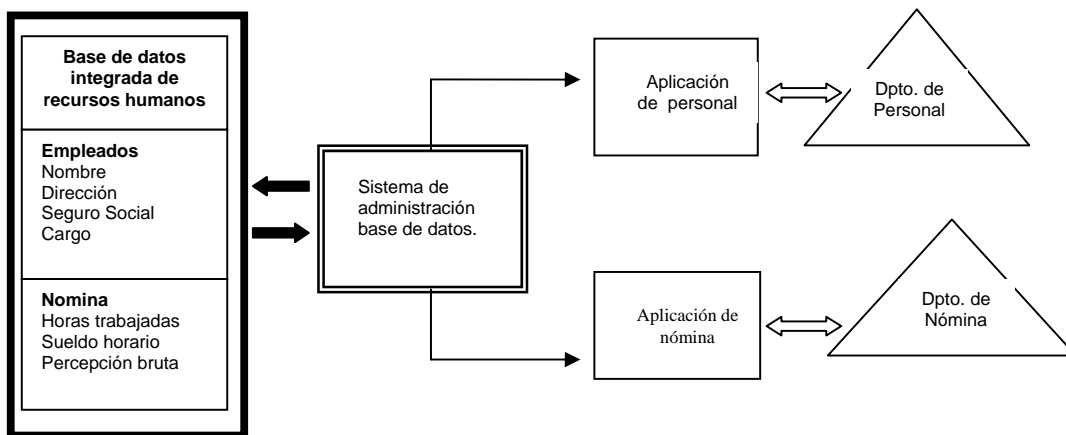 Base de datos
integrada de
recursos humanos
Empleados
Nombre
Dirección
Seguro Social
Cargo
Nomina
Horas trabajadas
Sueldo horario
Percepción bruta
Sistema de
administración
base de datos.
Aplicación
de personal
Dpto. de
Personal
Aplicación de
nómina
Dpto. de
Nómina